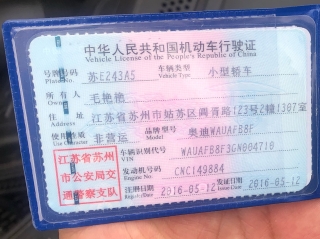 中华人民共和国机动车行驶证
Vehicle License of the People's Republic of China
号牌号码 苏E243A5 车辆类型 小型轿车
Plate No. Vehicle Type
所有人 毛艳艳
Owner
住址 江苏省苏州市姑苏区阊胥路123号2幢1307室
Address
使用性质 非营运 品牌型号 奥迪WAUAFB8F
Use Character Model
江苏省苏州
市公安局交
通警察支队
车辆识别代号 WAUAFB8F3GN004710
VIN
发动机号码 CNC149884
Engine No.
注册日期 2016-05-12 发证日期 2016-05-12
Register Date Issue Date